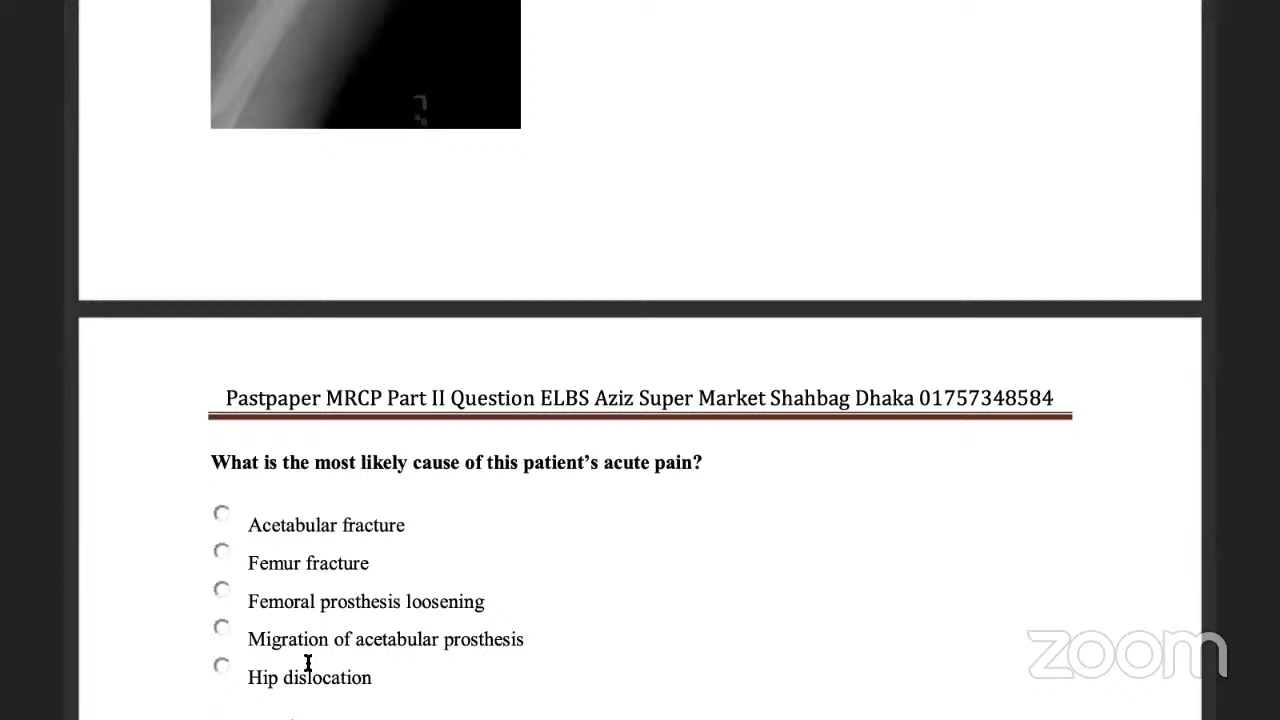 Pastpaper MRCP Part II Question ELBS Aziz Super Market Shahbag Dhaka 01757348584
What is the most likely cause of this patient’s acute pain?
Acetabular fracture
Femur fracture
Femoral prosthesis loosening
Migration of acetabular prosthesis
Hip dislocation
zoom